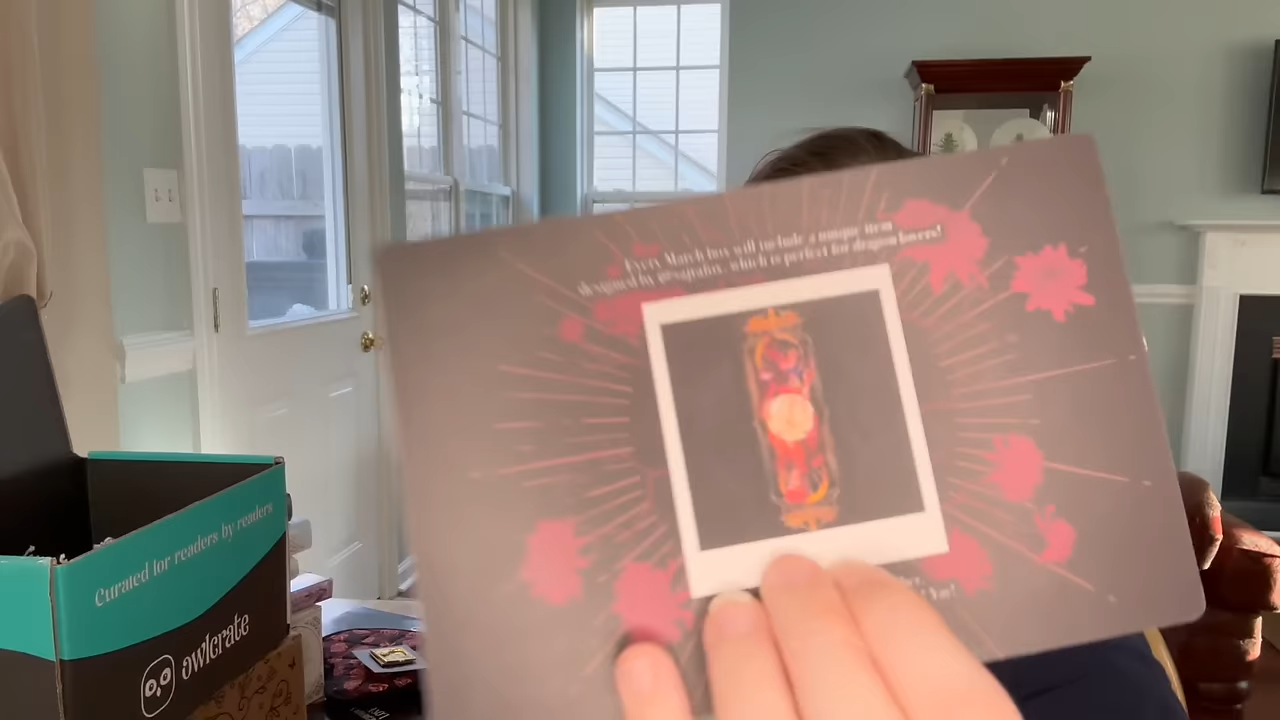 Every March box will include a unique item
designed by which is perfect for dragon lovers!
Curated for readers by readers
owlcrate